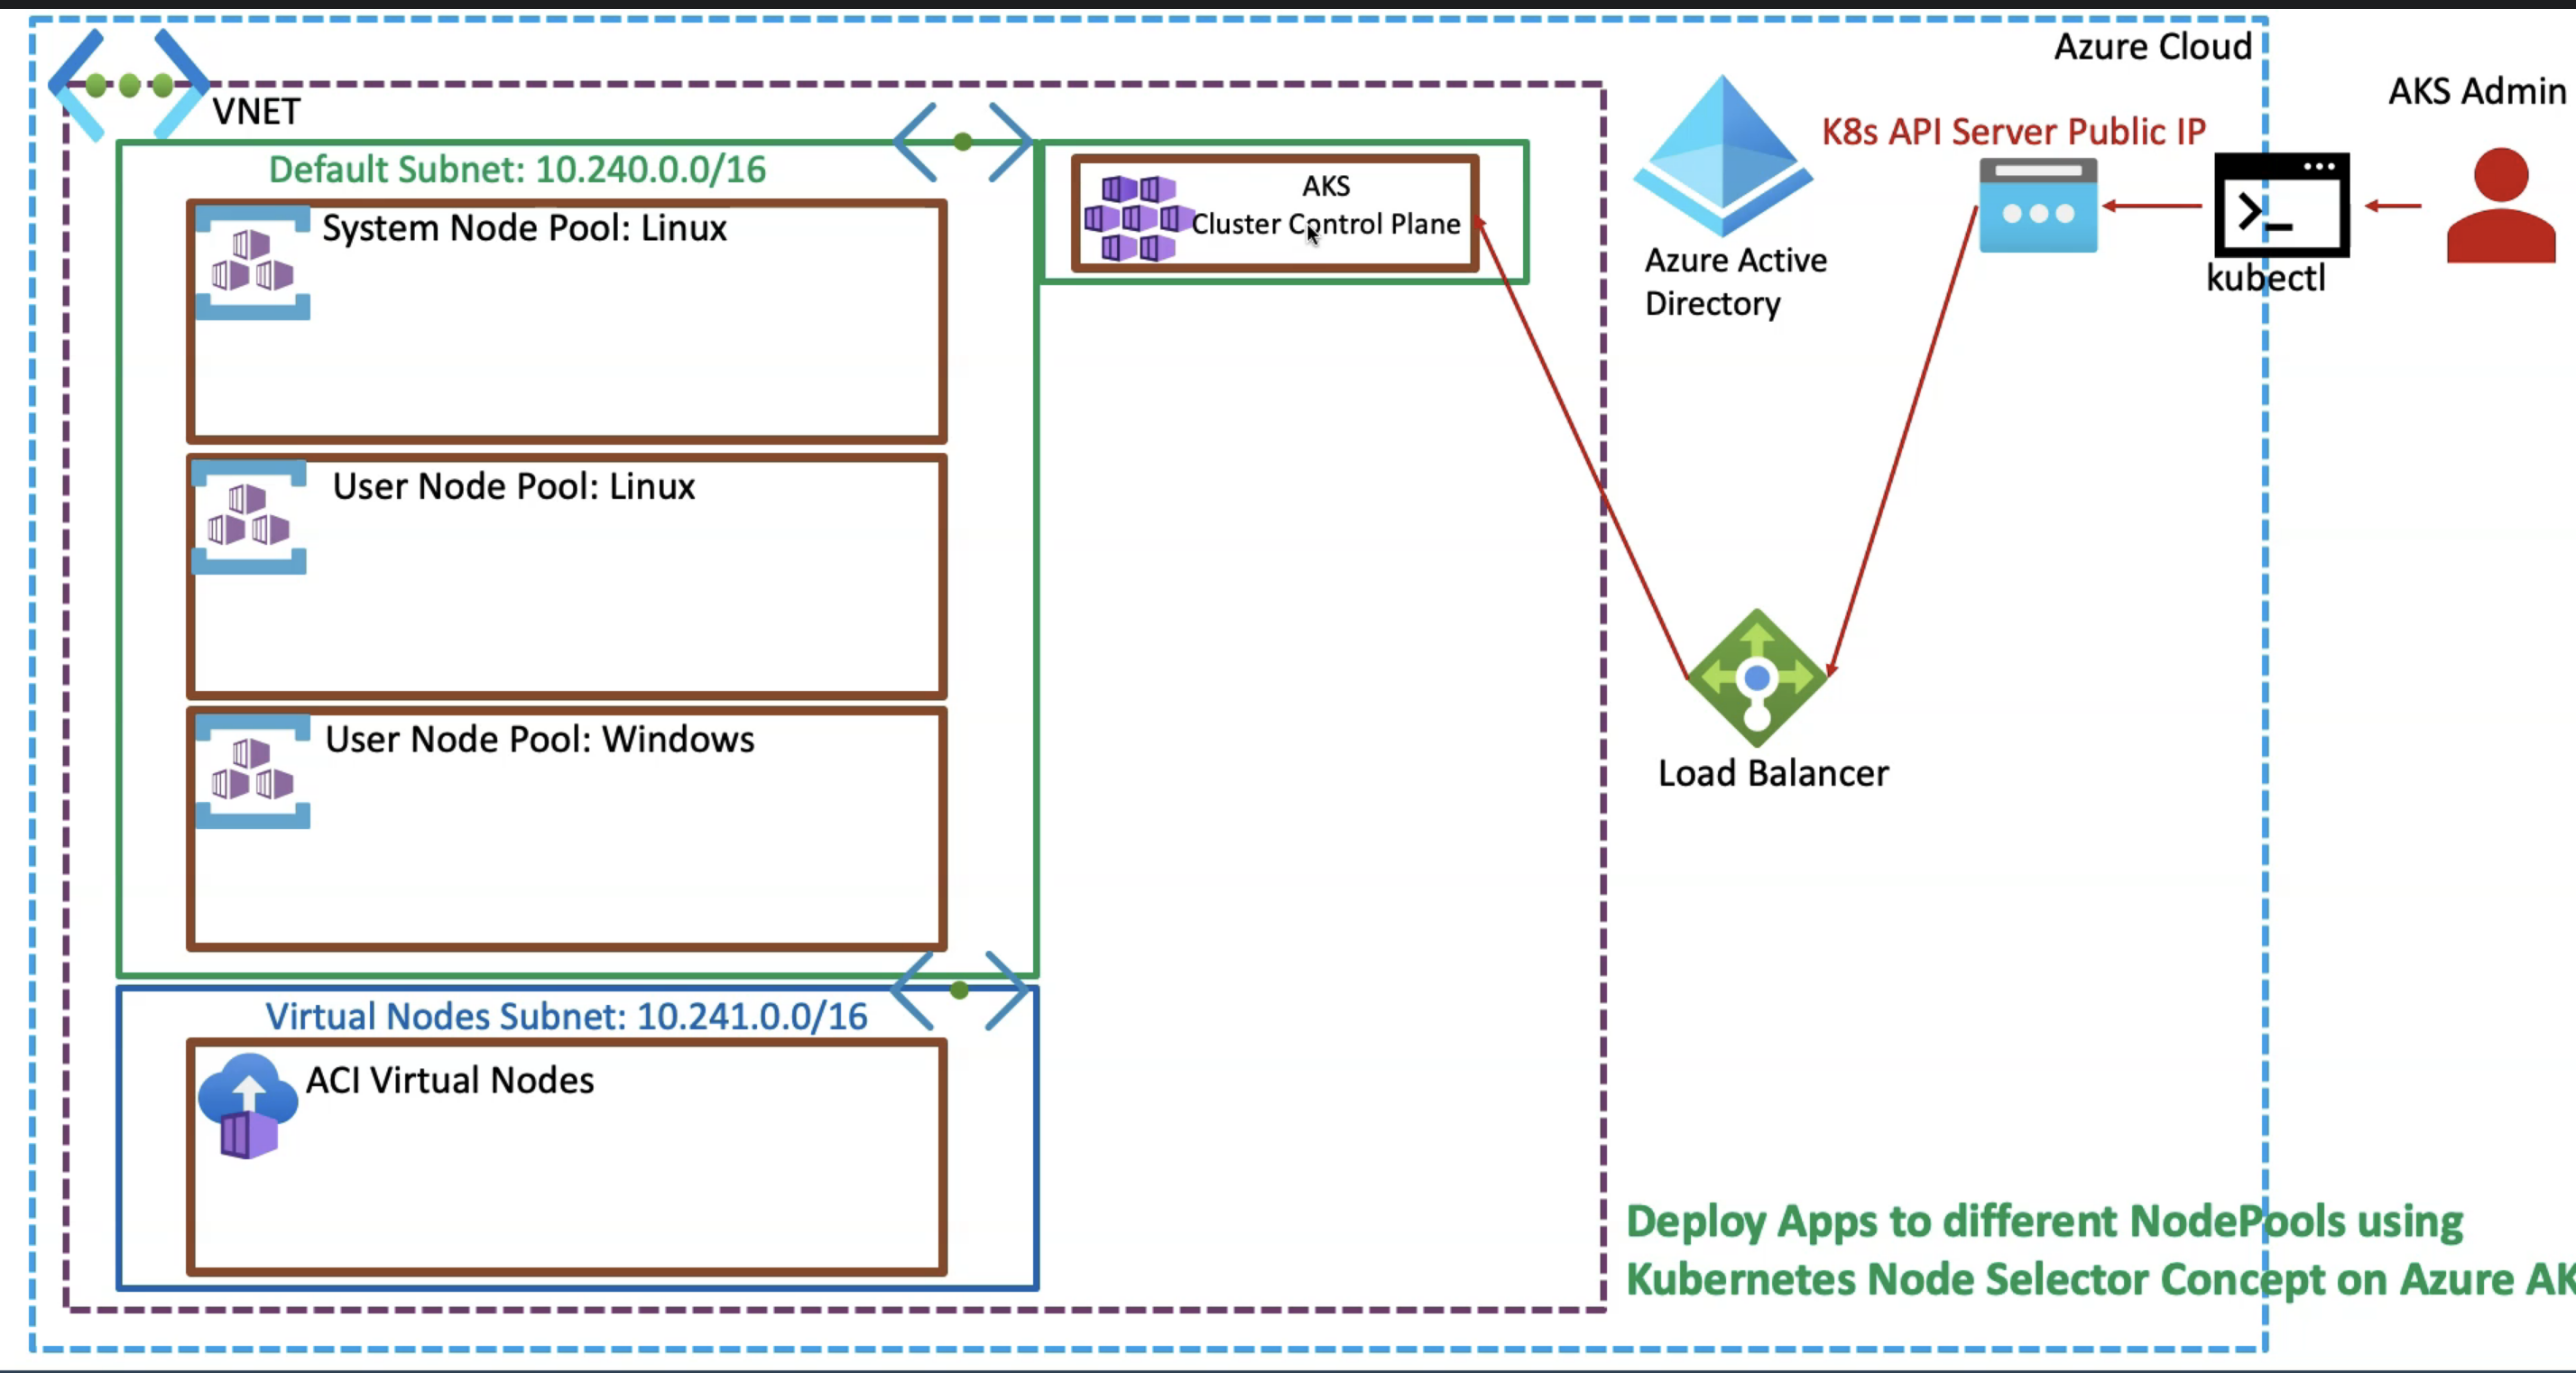 Azure Cloud
AKS Admin
VNET
K8s API Server Public IP
Default Subnet: 10.240.0.0/16
AKS
Cluster Control Plane
System Node Pool: Linux
Azure Active
Directory
kubectl
User Node Pool: Linux
User Node Pool: Windows
Load Balancer
Virtual Nodes Subnet: 10.241.0.0/16
ACI Virtual Nodes
Deploy Apps to different NodePools using
Kubernetes Node Selector Concept on Azure AK